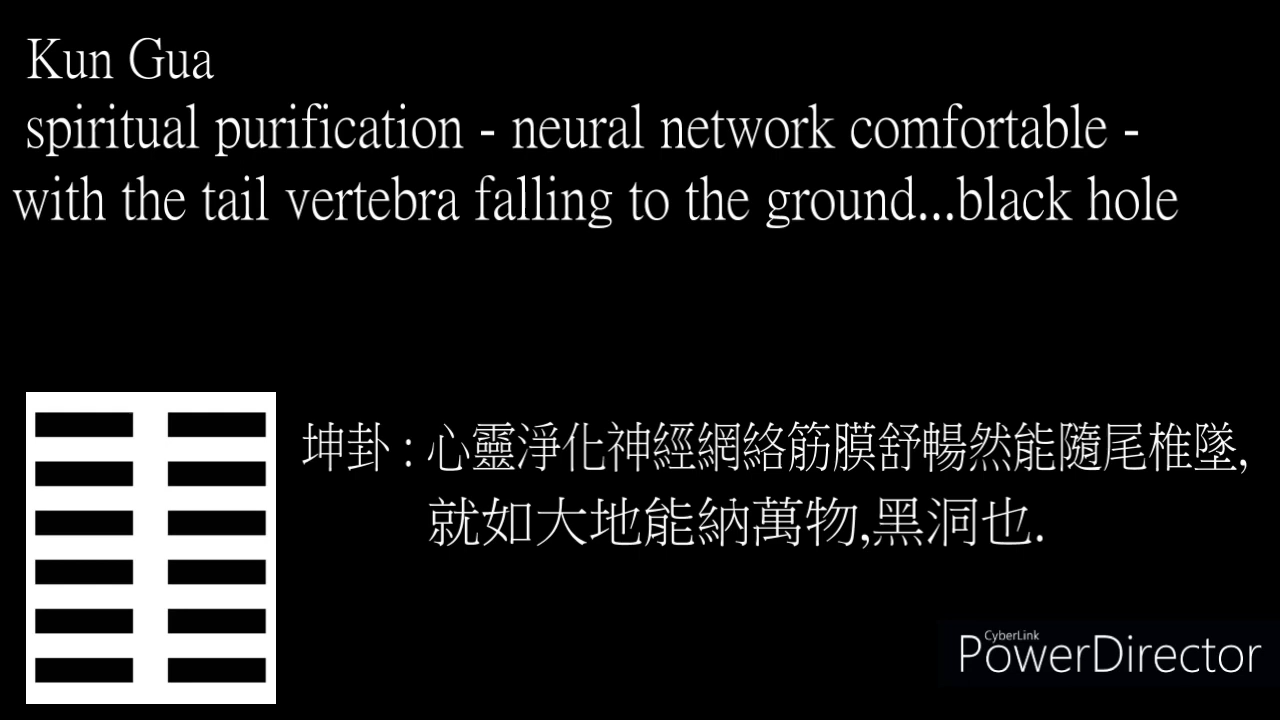 Kun Gua
spiritual purification - neural network comfortable -
with the tail vertebra falling to the ground...black hole
坤卦 : 心靈淨化神經網絡筋膜舒暢然能隨尾椎墜,
就如大地能納萬物,黑洞也.
CyberLink
PowerDirector